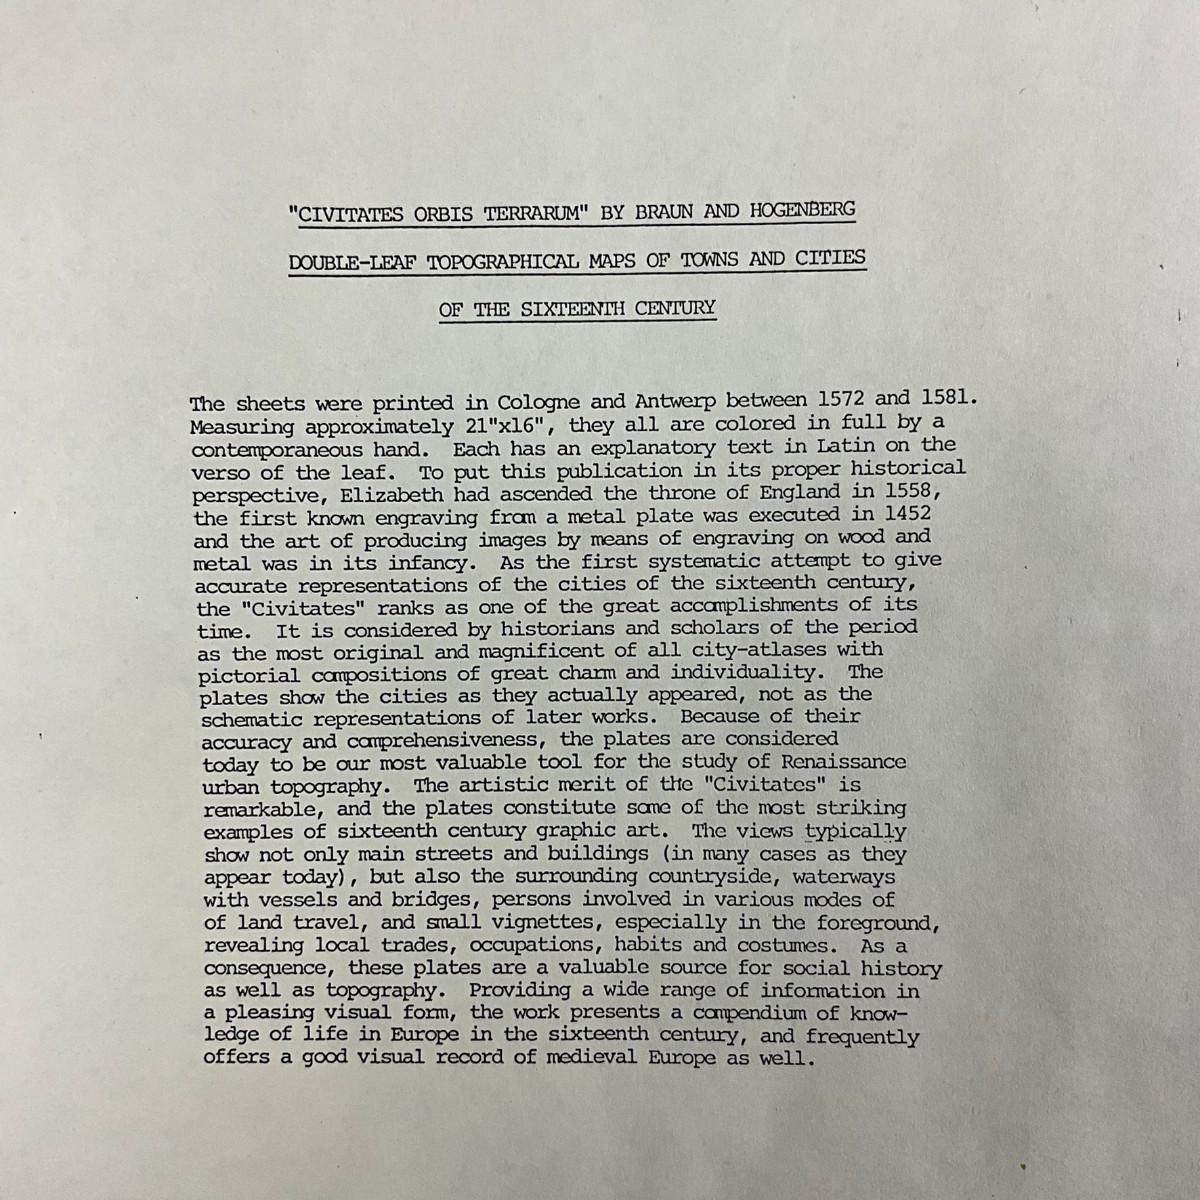 "CIVITATES ORBIS TERRARUM" BY BRAUN AND HOGENBERG
DOUBLE-LEAF TOPOGRAPHICAL MAPS OF TOWNS AND CITIES
OF THE SIXTEENTH CENTURY
The sheets were printed in Cologne and Antwerp between 1572 and 1581.
Measuring approximately 21"x16", they all are colored in full by a
contemporaneous hand. Each has an explanatory text in Latin on the
verso of the leaf. To put this publication in its proper historical
perspective, Elizabeth had ascended the throne of England in 1558,
the first known engraving from a metal plate was executed in 1452
and the art of producing images by means of engraving on wood and
metal was in its infancy. As the first systematic attempt to give
accurate representations of the cities of the sixteenth century,
the "Civitates" ranks as one of the great accomplishments of its
time. It is considered by historians and scholars of the period
as the most original and magnificent of all city-atlases with
pictorial compositions of great charm and individuality. The
plates show the cities as they actually appeared, not as the
schematic representations of later works. Because of their
accuracy and comprehensiveness, the plates are considered
today to be our most valuable tool for the study of Renaissance
urban topography. The artistic merit of the "Civitates" is
remarkable, and the plates constitute some of the most striking
examples of sixteenth century graphic art. The views typically
show not only main streets and buildings (in many cases as they
appear today), but also the surrounding countryside, waterways
with vessels and bridges, persons involved in various modes of
of land travel, and small vignettes, especially in the foreground,
revealing local trades, occupations, habits and costumes. As a
consequence, these plates are a valuable source for social history
as well as topography. Providing a wide range of information in
a pleasing visual form, the work presents a compendium of know-
ledge of life in Europe in the sixteenth century, and frequently
offers a good visual record of medieval Europe as well.